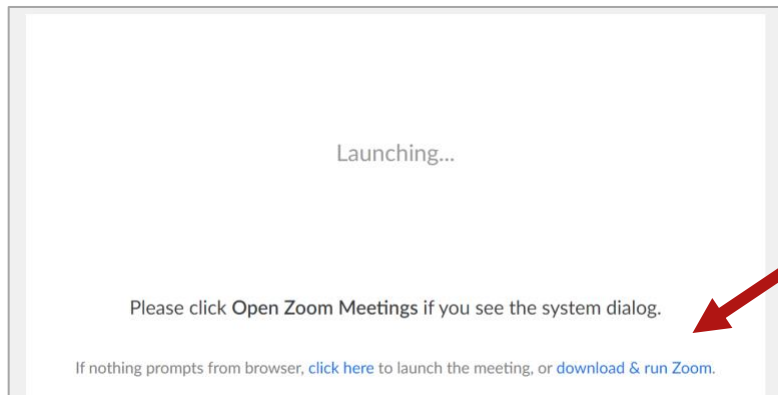 Launching...
Please click Open Zoom Meetings if you see the system dialog.
If nothing prompts from browser, click here to launch the meeting, or download & run Zoom.